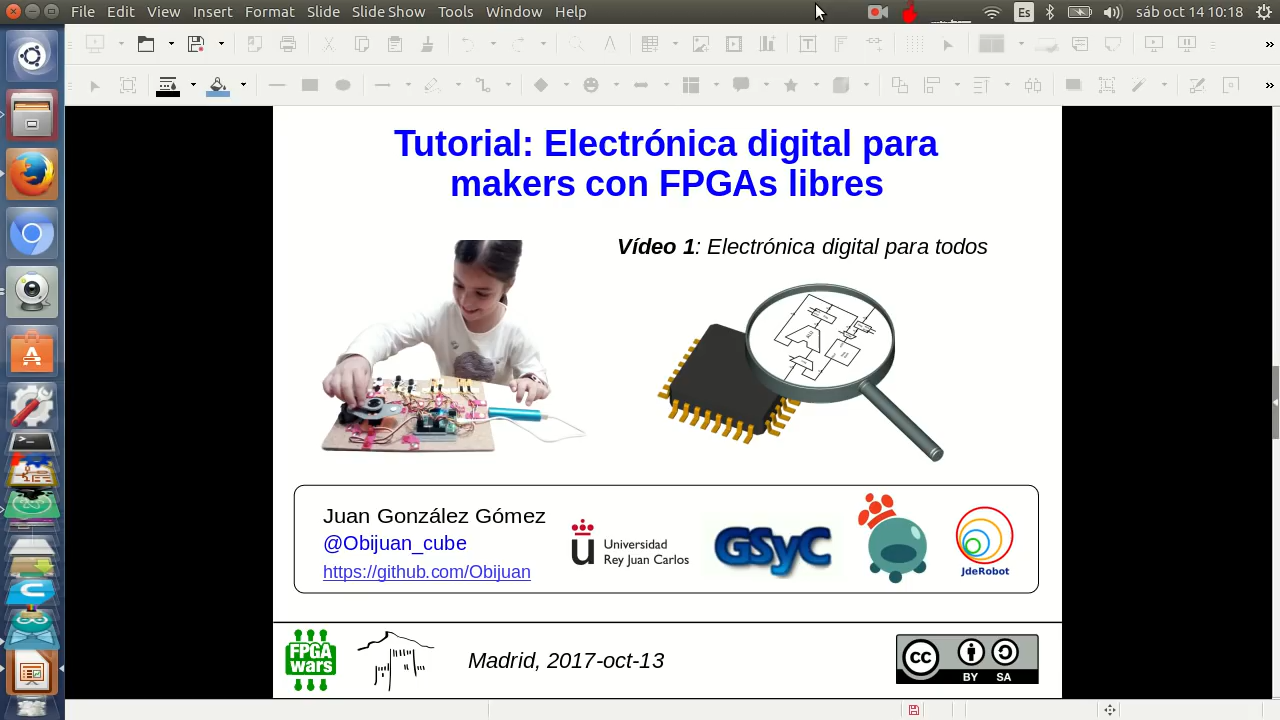 File Edit View Insert Format Slide Slide Show Tools Window Help
Es
sáb oct 14 10:18
Tutorial: Electrónica digital para
makers con FPGAs libres
Vídeo 1: Electrónica digital para todos
Juan González Gómez
@Obijuan_cube
https://github.com/Obijuan
Universidad
Rey Juan Carlos
GSyC
JdeRobot
FPGA
wars
Madrid, 2017-oct-13
cc
BY SA